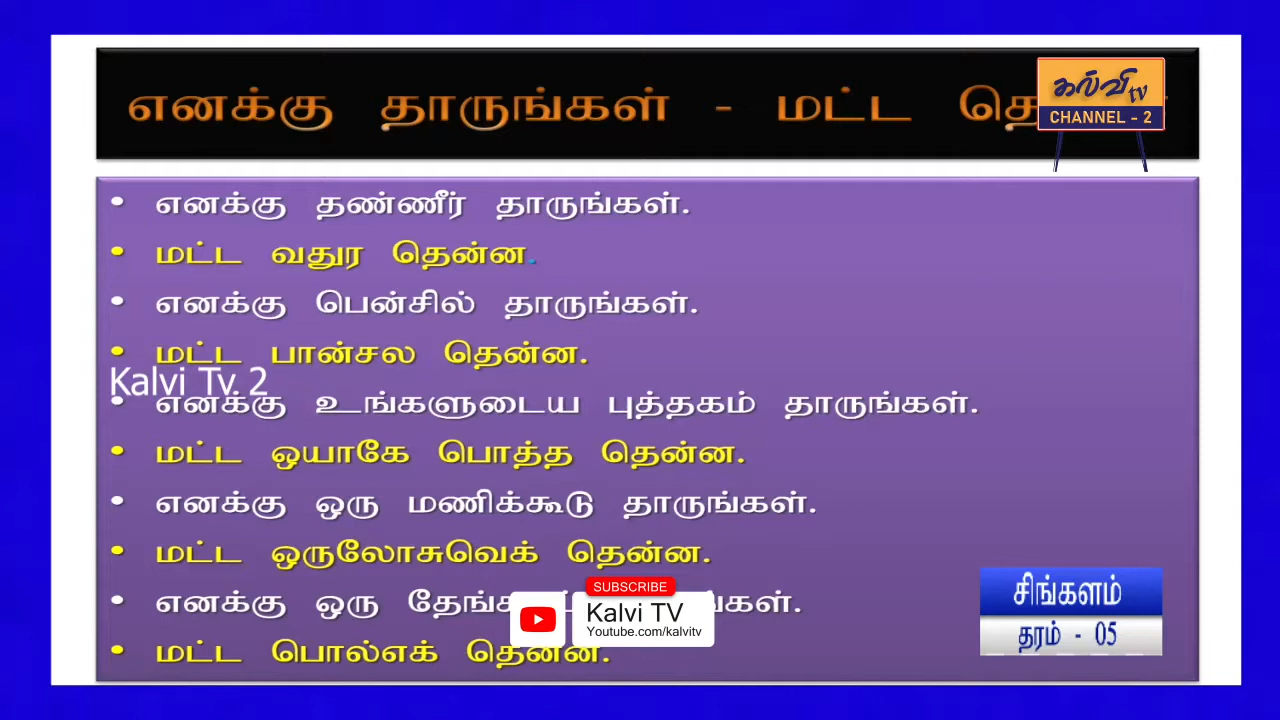 எனக்கு தாருங்கள் - மட்ட
கல்வி tv
CHANNEL - 2
• எனக்கு தண்ணீர் தாருங்கள்.
• மட்ட வதுர தென்ன.
• எனக்கு பென்சில் தாருங்கள்.
• மட்ட பான்சல தென்ன.
Kalvi Tv 2
• எனக்கு உங்களுடைய புத்தகம் தாருங்கள்.
• மட்ட ஒயாகே பொத்த தென்ன.
• எனக்கு ஒரு மணிக்கூடு தாருங்கள்.
• மட்ட ஒருலோசுவெக் தென்ன.
• எனக்கு ஒரு
• மட்ட பொல்எக் தென்ன.
SUBSCRIBE
Kalvi TV
Youtube.com/kalvitv
சிங்களம்
தரம் - 05